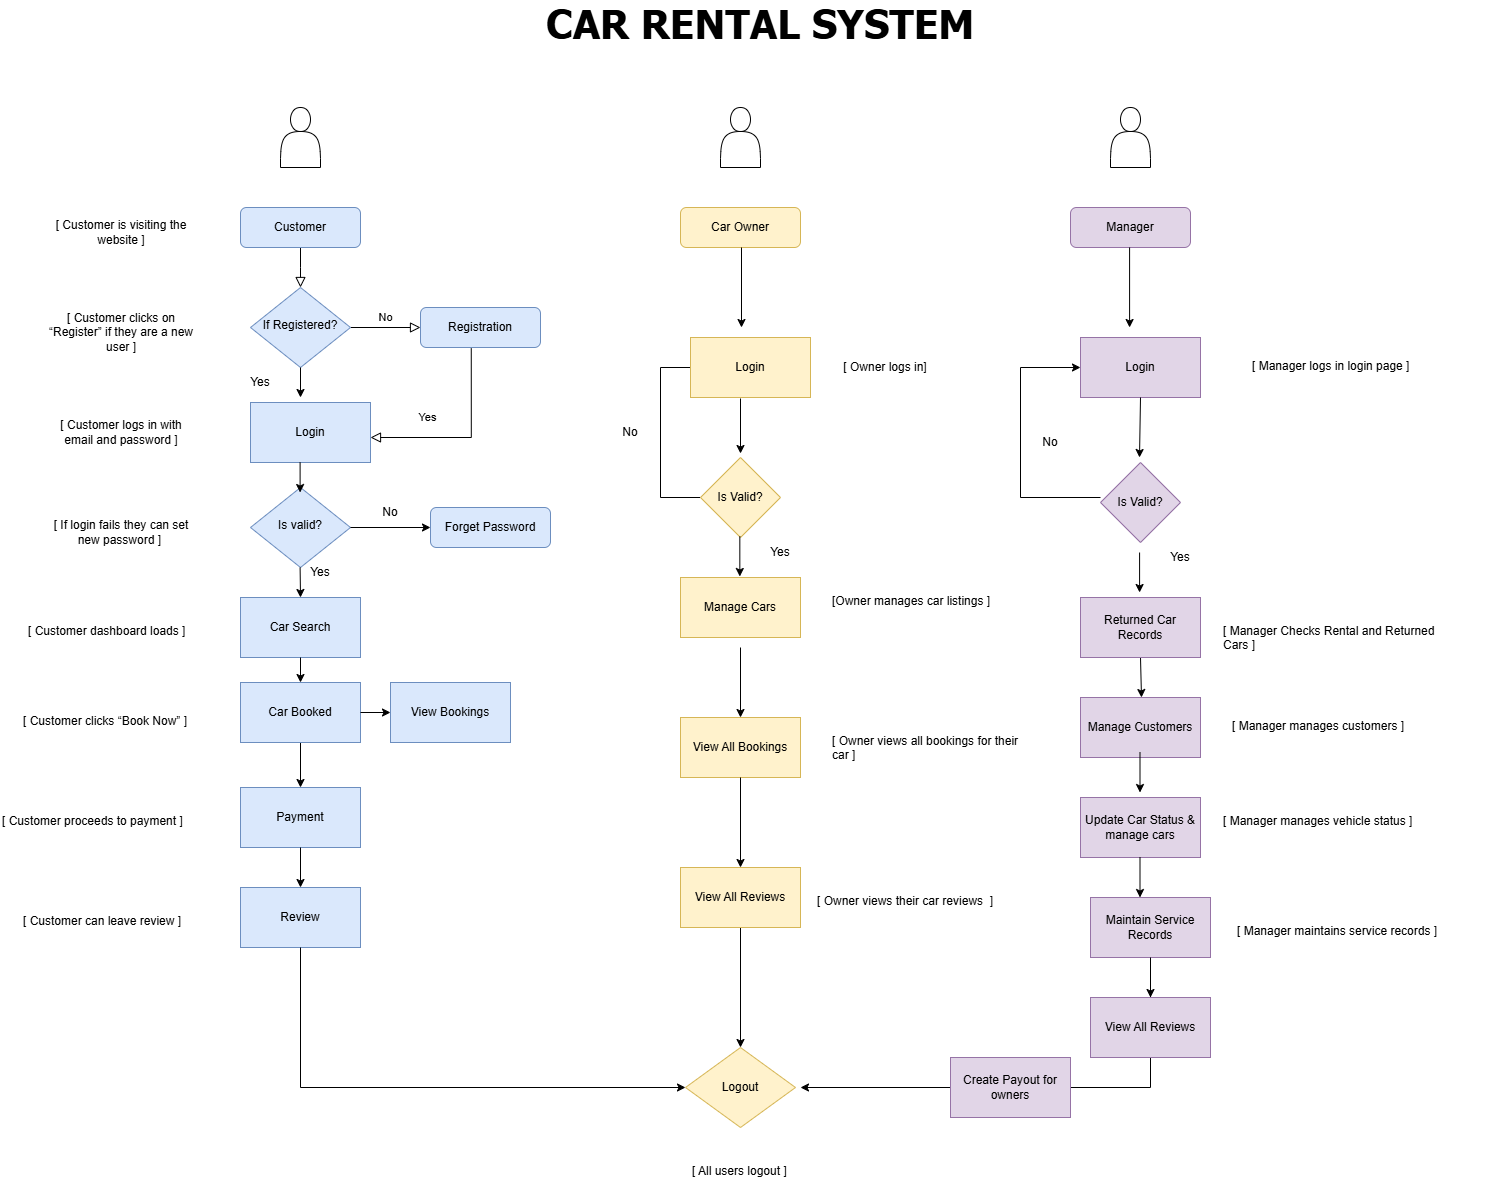 CAR RENTAL SYSTEM
[ Customer is visiting the
website ]
Customer
[ Customer clicks on
“Register” if they are a new
user ]
If Registered?
No
Registration
Yes
Yes
[ Customer logs in with
email and password ]
Login
[ If login fails they can set
new password ]
Is valid?
No
Forget Password
Yes
[ Customer dashboard loads ]
Car Search
[ Customer clicks “Book Now” ]
Car Booked
View Bookings
[ Customer proceeds to payment ]
Payment
[ Customer can leave review ]
Review
Car Owner
Login
[ Owner logs in]
No
Is Valid?
Yes
Manage Cars
[Owner manages car listings ]
View All Bookings
[ Owner views all bookings for their
car ]
View All Reviews
[ Owner views their car reviews  ]
Logout
[ All users logout ]
Manager
Login
[ Manager logs in login page ]
No
Is Valid?
Yes
Returned Car
Records
[ Manager Checks Rental and Returned
Cars ]
Manage Customers
[ Manager manages customers ]
Update Car Status &
manage cars
[ Manager manages vehicle status ]
Maintain Service
Records
[ Manager maintains service records ]
View All Reviews
Create Payout for
owners